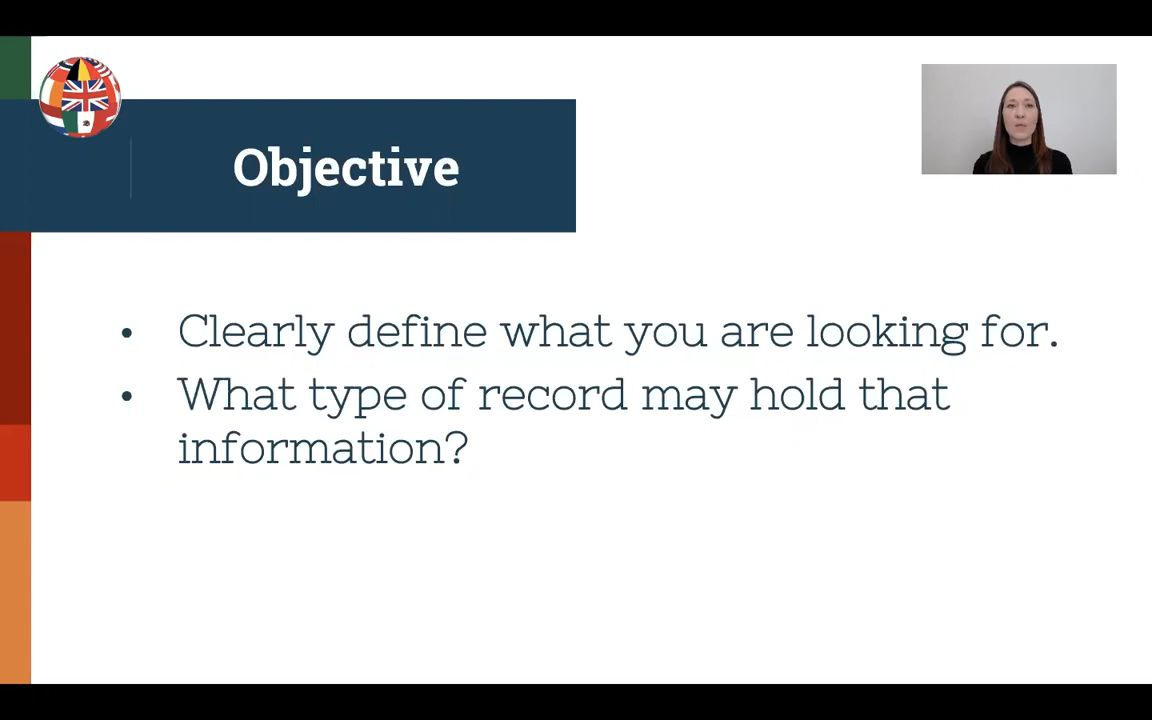 Objective
• Clearly define what you are looking for.
• What type of record may hold that
information?